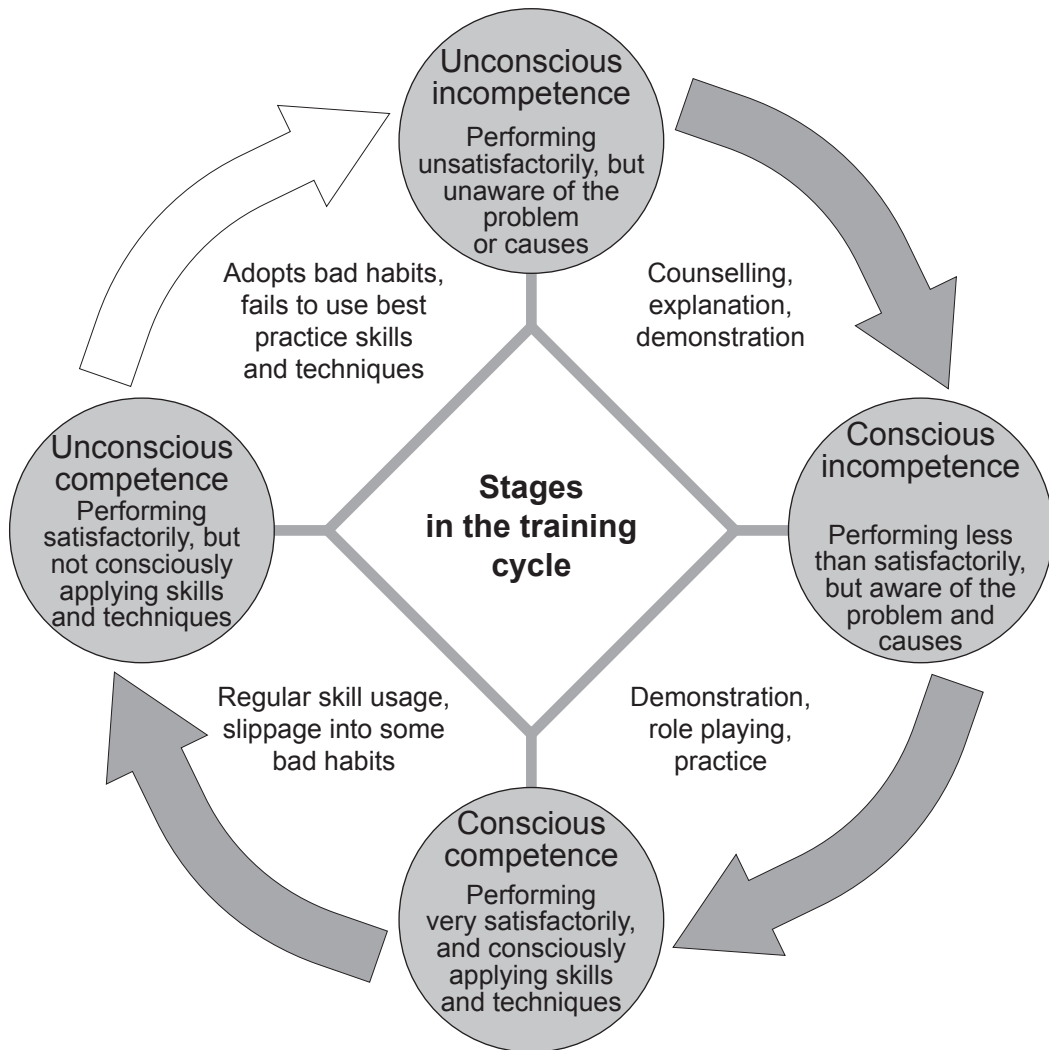 Unconscious
incompetence
Performing
unsatisfactorily, but
unaware of the
problem
or causes
Adopts bad habits,
fails to use best
practice skills
and techniques
Counselling,
explanation,
demonstration
Unconscious
competence
Performing
satisfactorily, but
not consciously
applying skills
and techniques
Stages
in the training
cycle
Conscious
incompetence
Performing less
than satisfactorily,
but aware of the
problem and
causes
Regular skill usage,
slippage into some
bad habits
Demonstration,
role playing,
practice
Conscious
competence
Performing
very satisfactorily,
and consciously
applying skills
and techniques